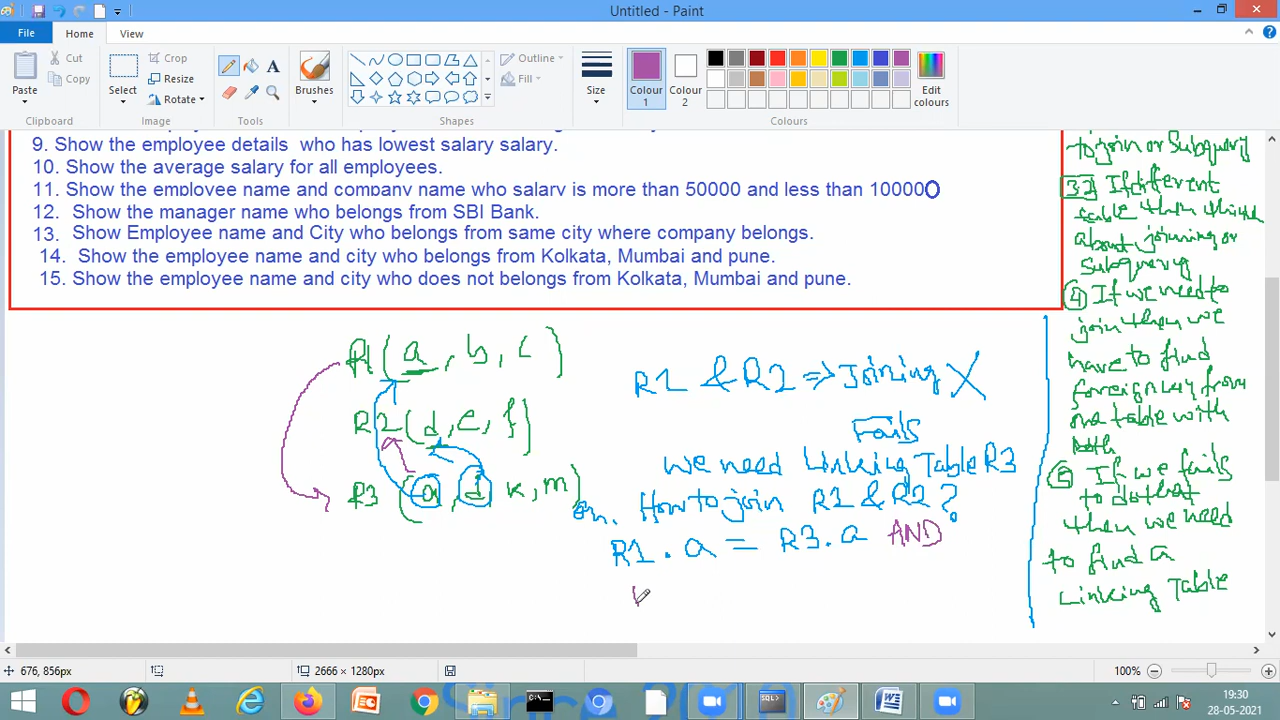 Untitled - Paint
File
Home
View
Paste
Cut
Copy
Clipboard
Select
Crop
Resize
Rotate
Image
Tools
Brushes
Shapes
Outline
Fill
Size
Colour 1
Colour 2
Edit colours
Colours
9. Show the employee details who has lowest salary salary.
10. Show the average salary for all employees.
11. Show the employee name and company name who salary is more than 50000 and less than 100000
12. Show the manager name who belongs from SBI Bank.
13. Show Employee name and City who belongs from same city where company belongs.
14. Show the employee name and city who belongs from Kolkata, Mumbai and pune.
15. Show the employee name and city who does not belongs from Kolkata, Mumbai and pune.
R1(a, b, c)
R2(d, e, f)
R3 (a, d, k, m)
R1 & R2 => Joining X
Fails
we need Linking Table R3
on. How to join R1 & R2?
R1.a = R3.a AND
to join or Subquery
3) If different
table then think
about joining or
Subquery
4) If we need to
join then we
have to find
foreign key from
one table with
both
If we fails
to do that
then we need
to find a
Linking Table
676, 856px
2666 × 1280px
100%
Since 20
19:30
28-05-2021